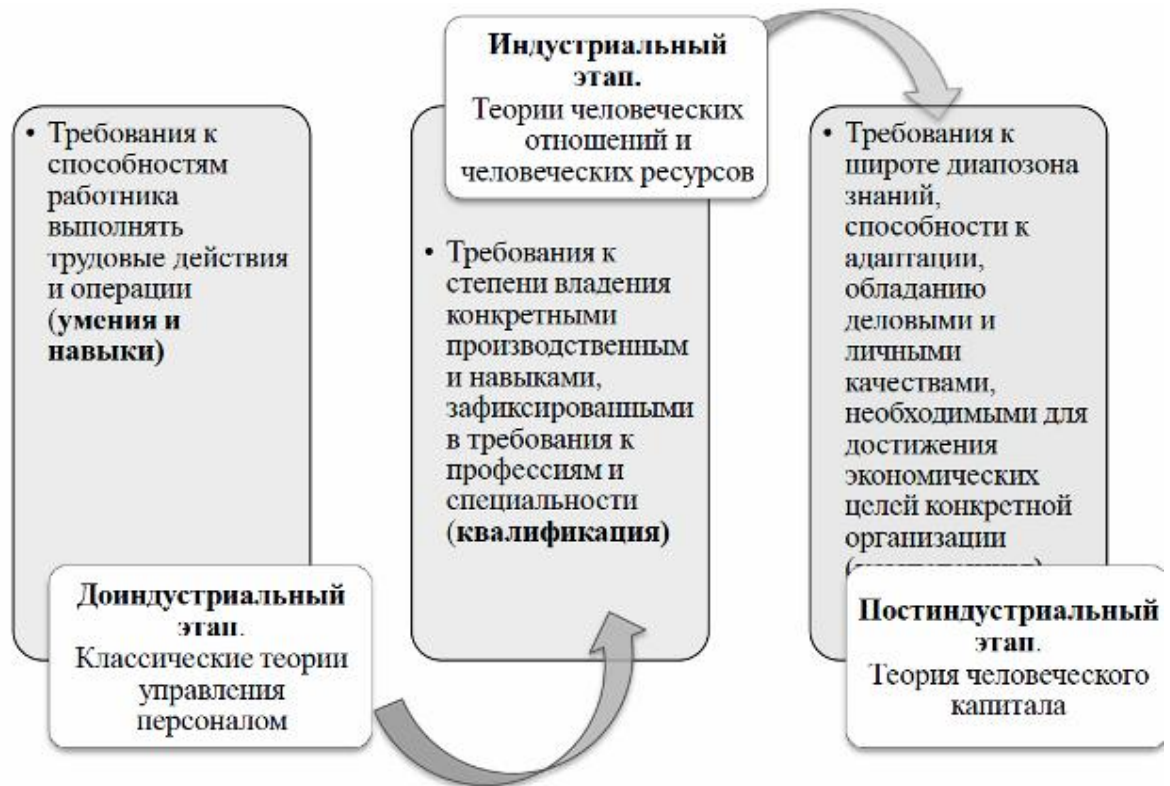 • Требования к
способностям
работника
выполнять
трудовые действия
и операции
(умения и
навыки)
Доиндустриальный
этап.
Классические теории
управления
персоналом
Индустриальный
этап.
Теории человеческих
отношений и
человеческих ресурсов
• Требования к
степени владения
конкретными
производственным
и навыками,
зафиксированными
в требования к
профессиям и
специальности
(квалификация)
• Требования к
широте диапозона
знаний,
способности к
адаптации,
обладанию
деловыми и
личными
качествами,
необходимыми для
достижения
экономических
целей конкретной
организации
Постиндустриальный
этап.
Теория человеческого
капитала